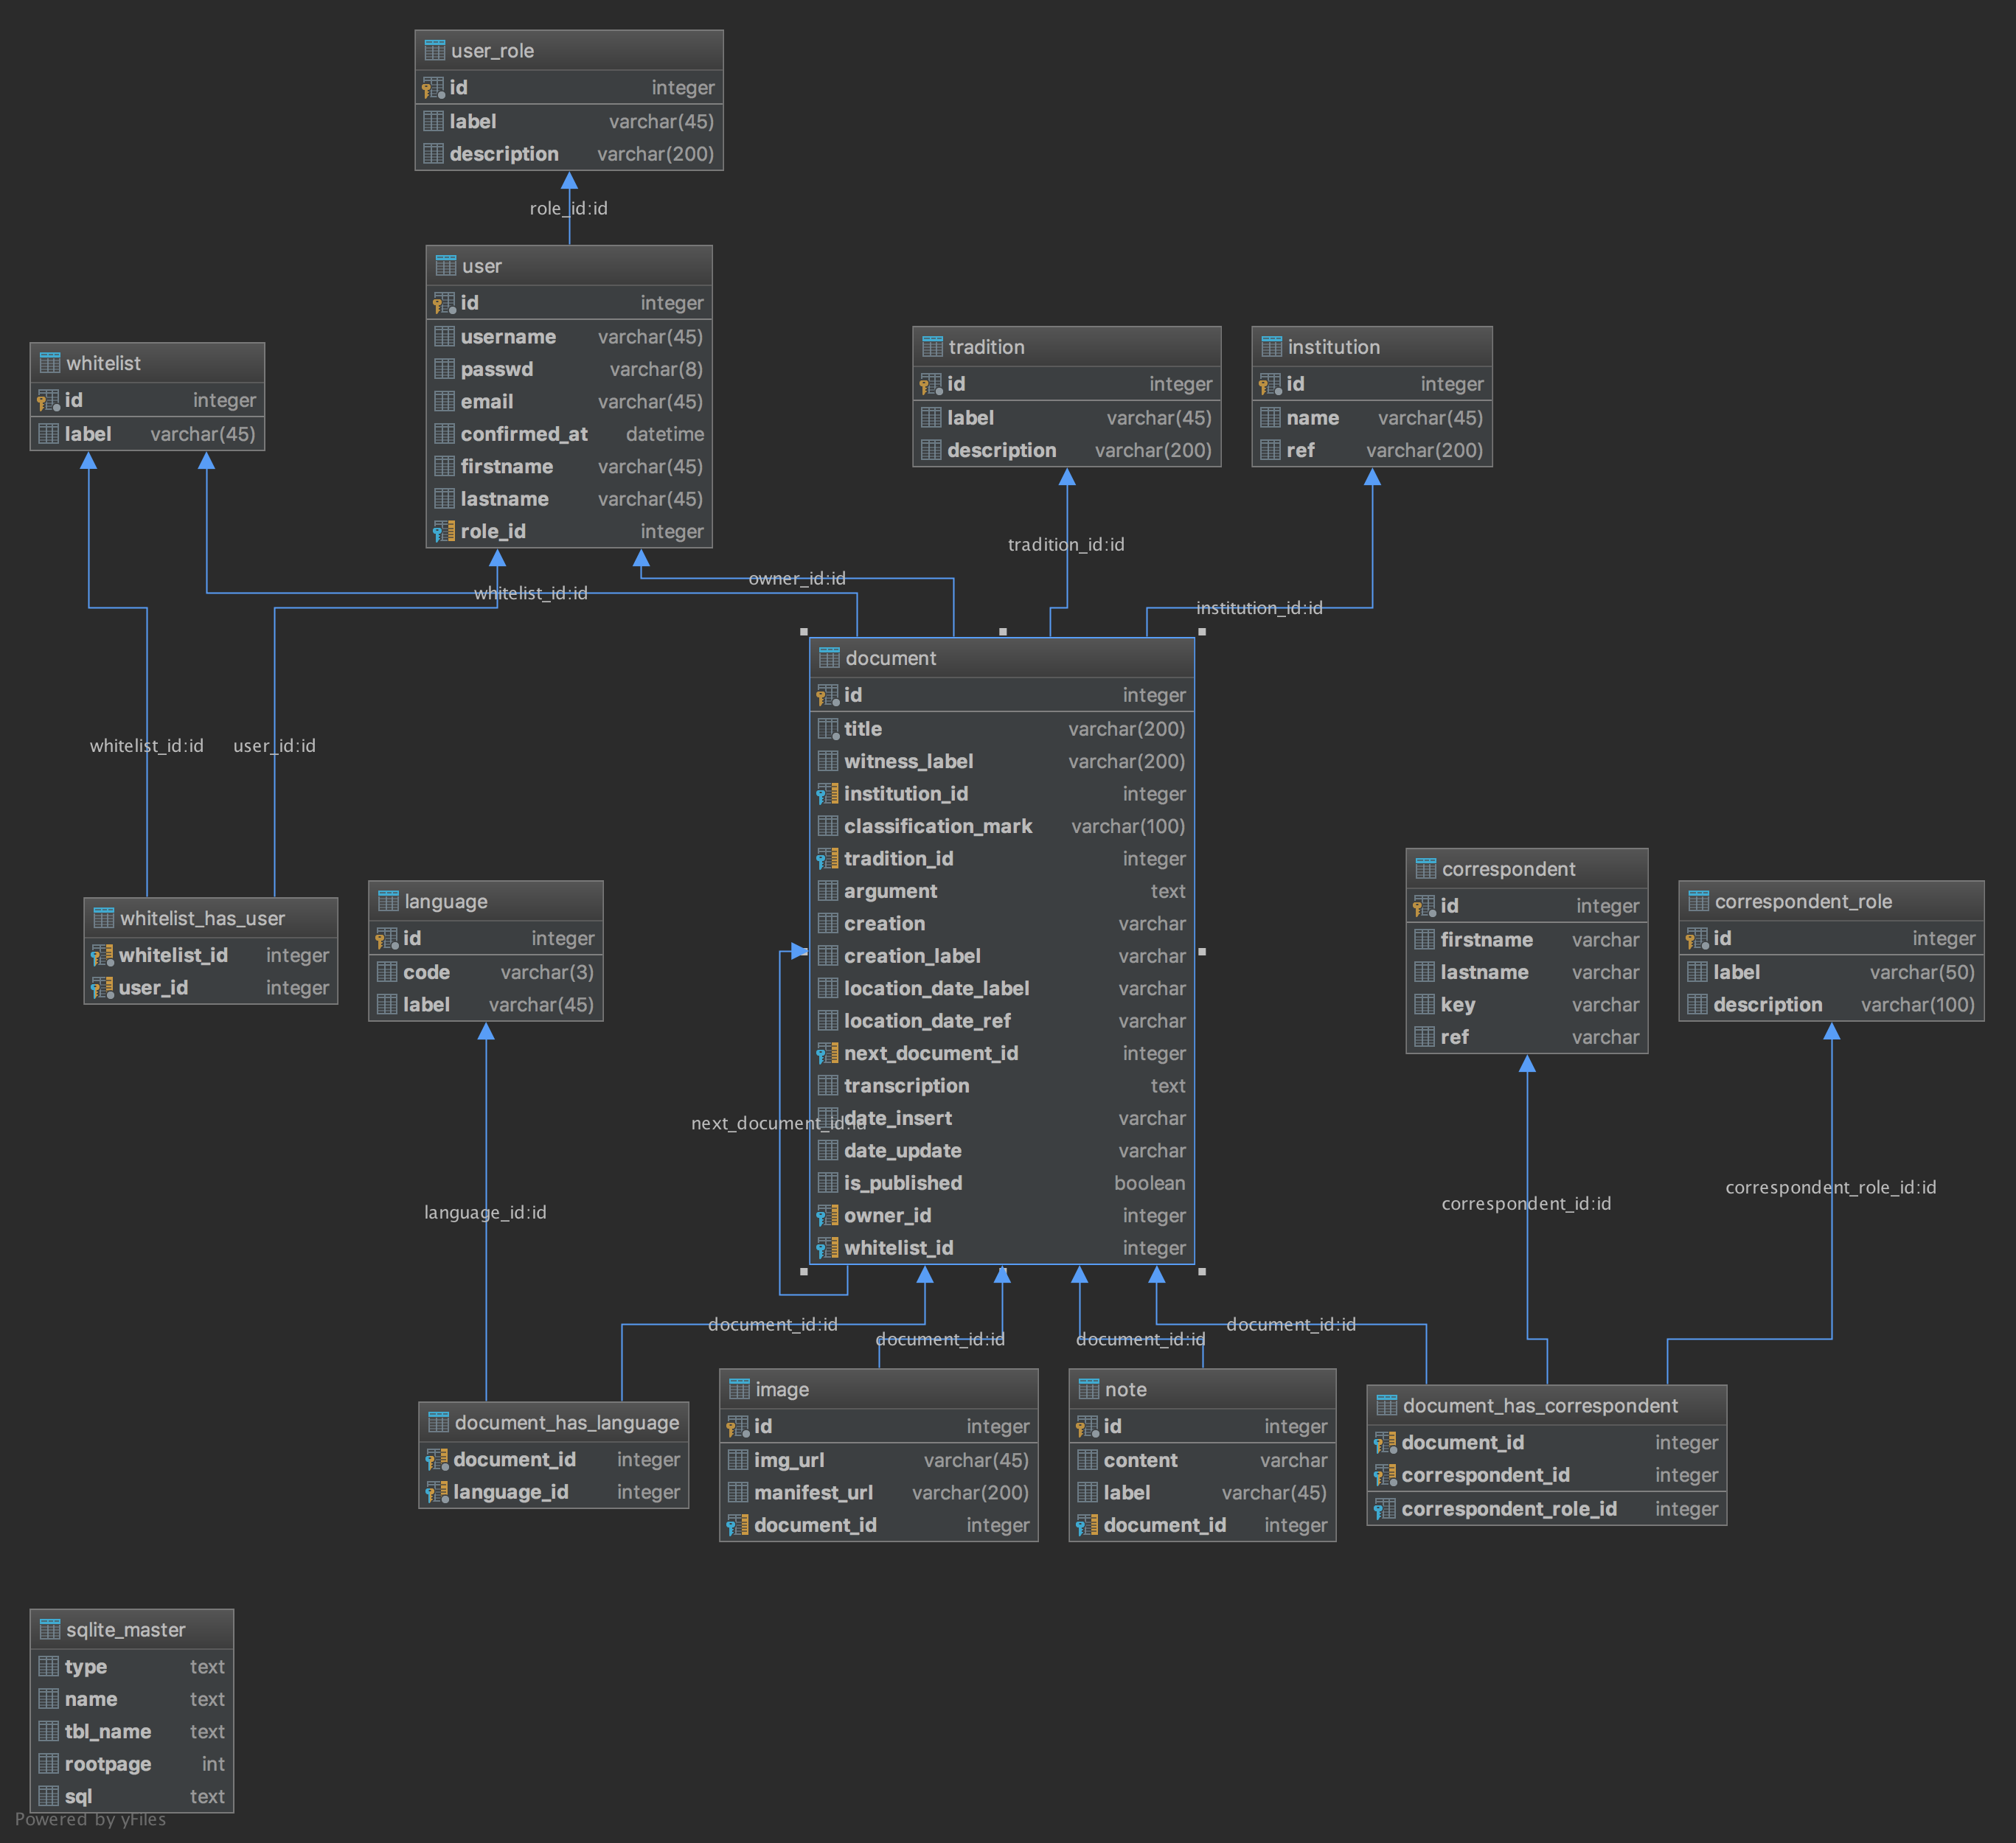 user_role
id integer
label varchar(45)
description varchar(200)
role_id:id
user
id integer
username varchar(45)
passwd varchar(8)
email varchar(45)
confirmed_at datetime
firstname varchar(45)
lastname varchar(45)
role_id integer
whitelist
id integer
label varchar(45)
tradition
id integer
label varchar(45)
description varchar(200)
institution
id integer
name varchar(45)
ref varchar(200)
tradition_id:id
owner_id:id
whitelist_id:id
institution_id:id
whitelist_id:id
user_id:id
document
id integer
title varchar(200)
witness_label varchar(200)
institution_id integer
classification_mark varchar(100)
tradition_id integer
argument text
creation varchar
creation_label varchar
location_date_label varchar
location_date_ref varchar
next_document_id integer
transcription text
date_insert varchar
date_update varchar
is_published boolean
owner_id integer
whitelist_id integer
next_document_id:id
whitelist_has_user
whitelist_id integer
user_id integer
language
id integer
code varchar(3)
label varchar(45)
correspondent
id integer
firstname varchar
lastname varchar
key varchar
ref varchar
correspondent_role
id integer
label varchar(50)
description varchar(100)
language_id:id
correspondent_id:id
correspondent_role_id:id
document_id:id
document_id:id
document_id:id
document_id:id
document_has_language
document_id integer
language_id integer
image
id integer
img_url varchar(45)
manifest_url varchar(200)
document_id integer
note
id integer
content varchar
label varchar(45)
document_id integer
document_has_correspondent
document_id integer
correspondent_id integer
correspondent_role_id integer
sqlite_master
type text
name text
tbl_name text
rootpage int
sql text
Powered by yFiles